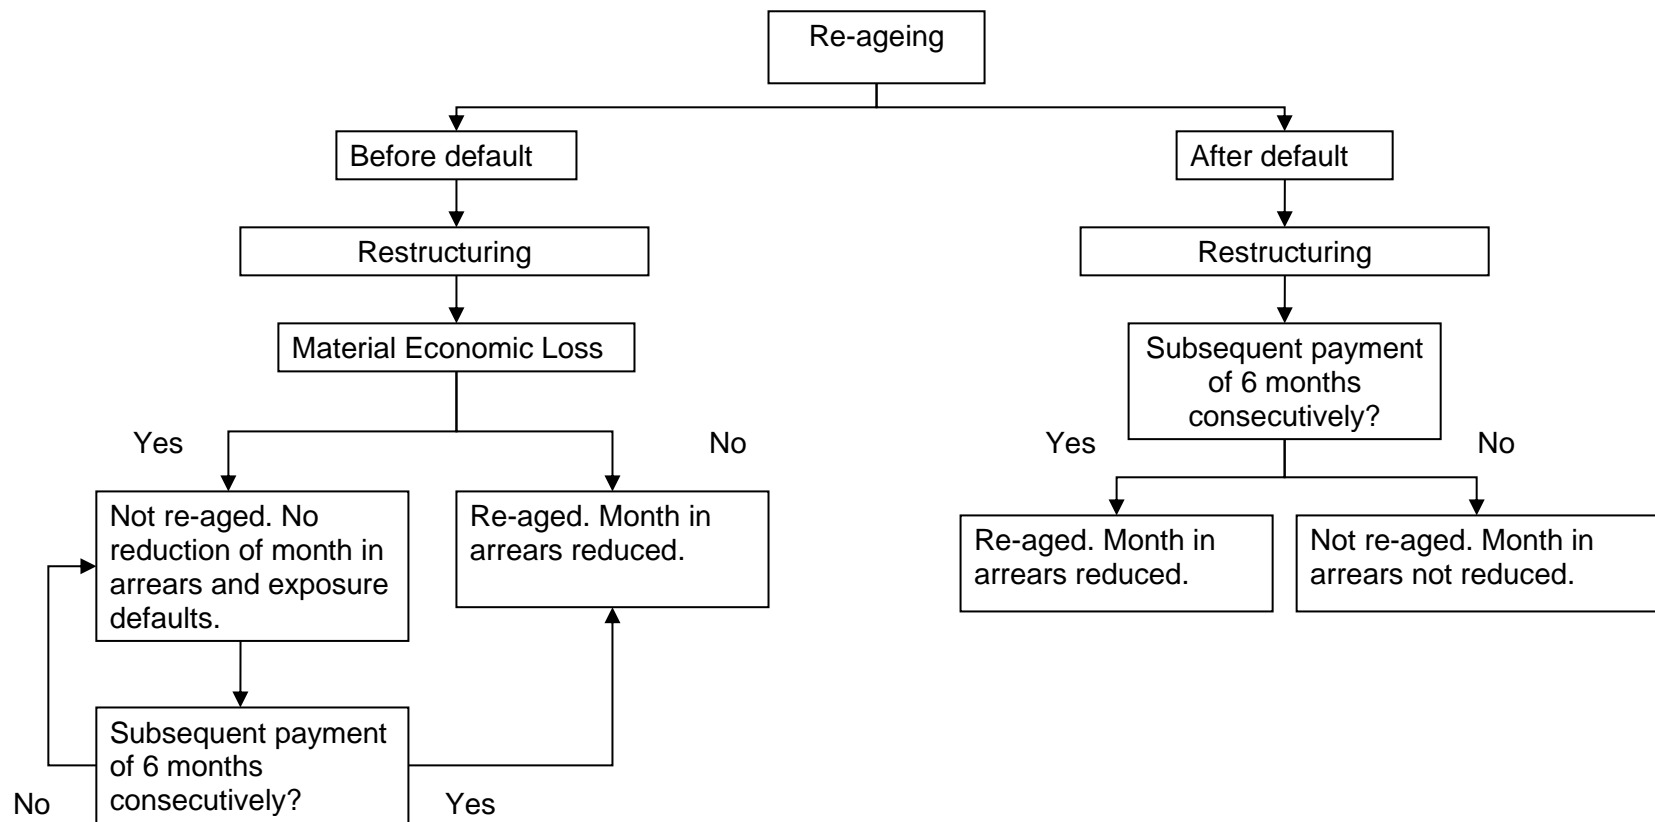 Re-ageing
Before default
After default
Restructuring
Restructuring
Material Economic Loss
Subsequent payment
of 6 months
consecutively?
Yes
No
Yes
No
Not re-aged. No
reduction of month in
arrears and exposure
defaults.
Re-aged. Month in
arrears reduced.
Re-aged. Month in
arrears reduced.
Not re-aged. Month in
arrears not reduced.
Subsequent payment
of 6 months
consecutively?
No
Yes